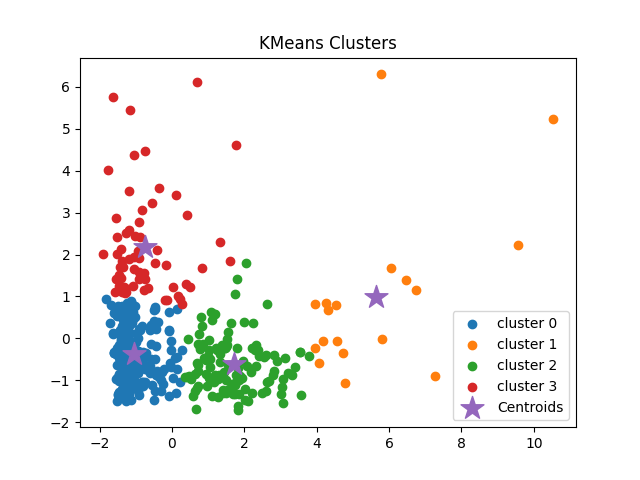 KMeans Clusters
6
5
4
3
2
1
0
−1
−2
−2 0 2 4 6 8 10
cluster 0
cluster 1
cluster 2
cluster 3
Centroids